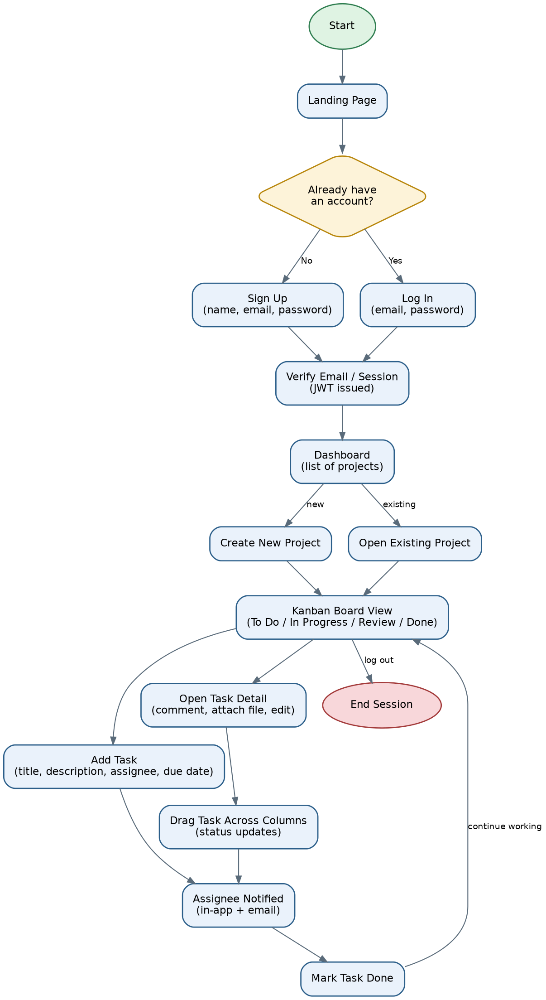 Start
Landing Page
Already have
an account?
No
Yes
Sign Up
(name, email, password)
Log In
(email, password)
Verify Email / Session
(JWT issued)
Dashboard
(list of projects)
new
existing
Create New Project
Open Existing Project
Kanban Board View
(To Do / In Progress / Review / Done)
log out
Open Task Detail
(comment, attach file, edit)
End Session
Add Task
(title, description, assignee, due date)
Drag Task Across Columns
(status updates)
continue working
Assignee Notified
(in-app + email)
Mark Task Done